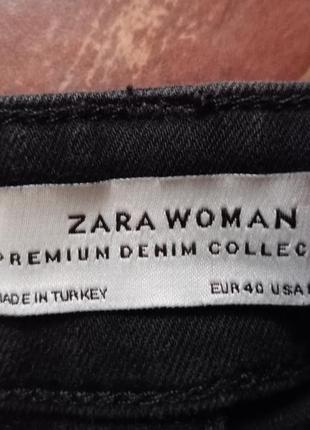 ZARA WOMAN
PREMIUM DENIM COLLEC
MADE IN TURKEY EUR 40 USA